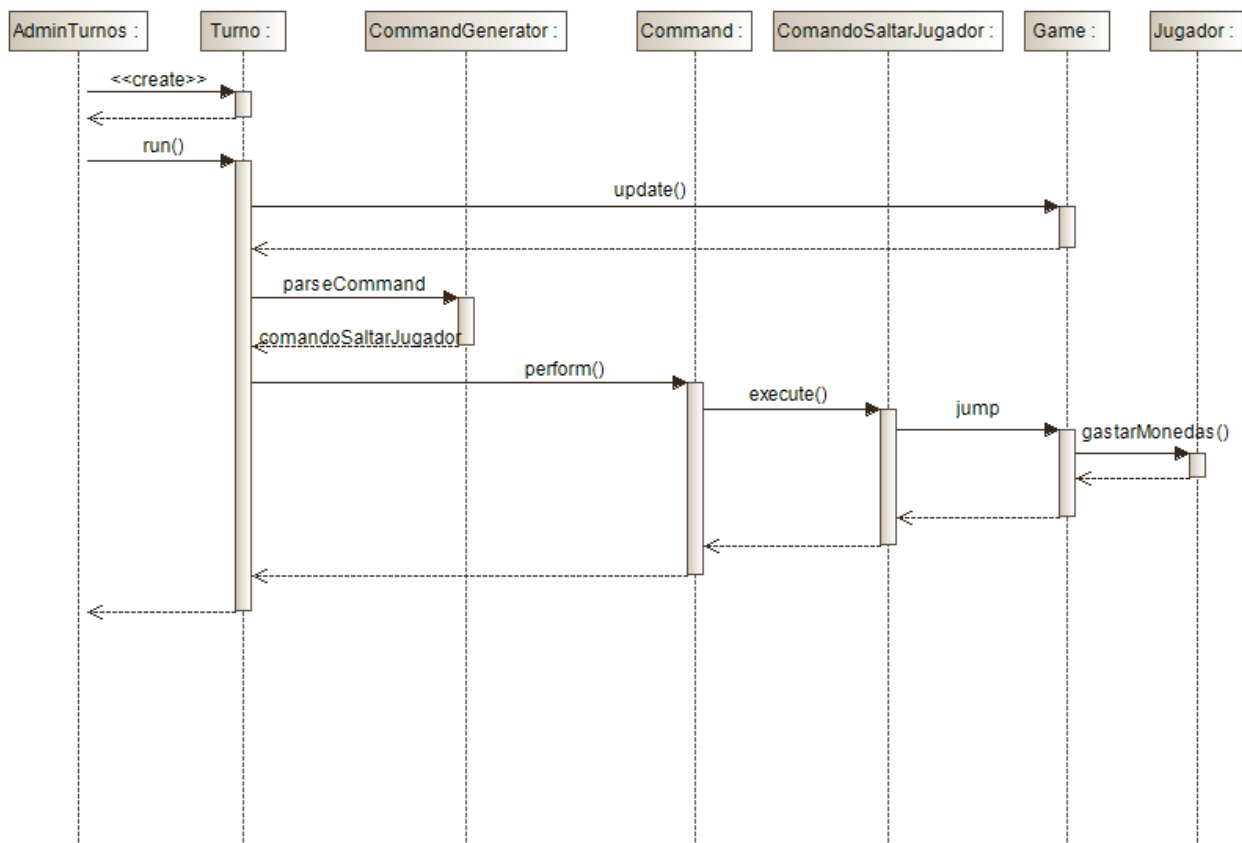 AdminTurnos :
Turno :
CommandGenerator :
Command :
ComandoSaltarJugador :
Game :
Jugador :
<<create>>
run()
update()
parseCommand
comandoSaltarJugador
perform()
execute()
jump
gastarMonedas()